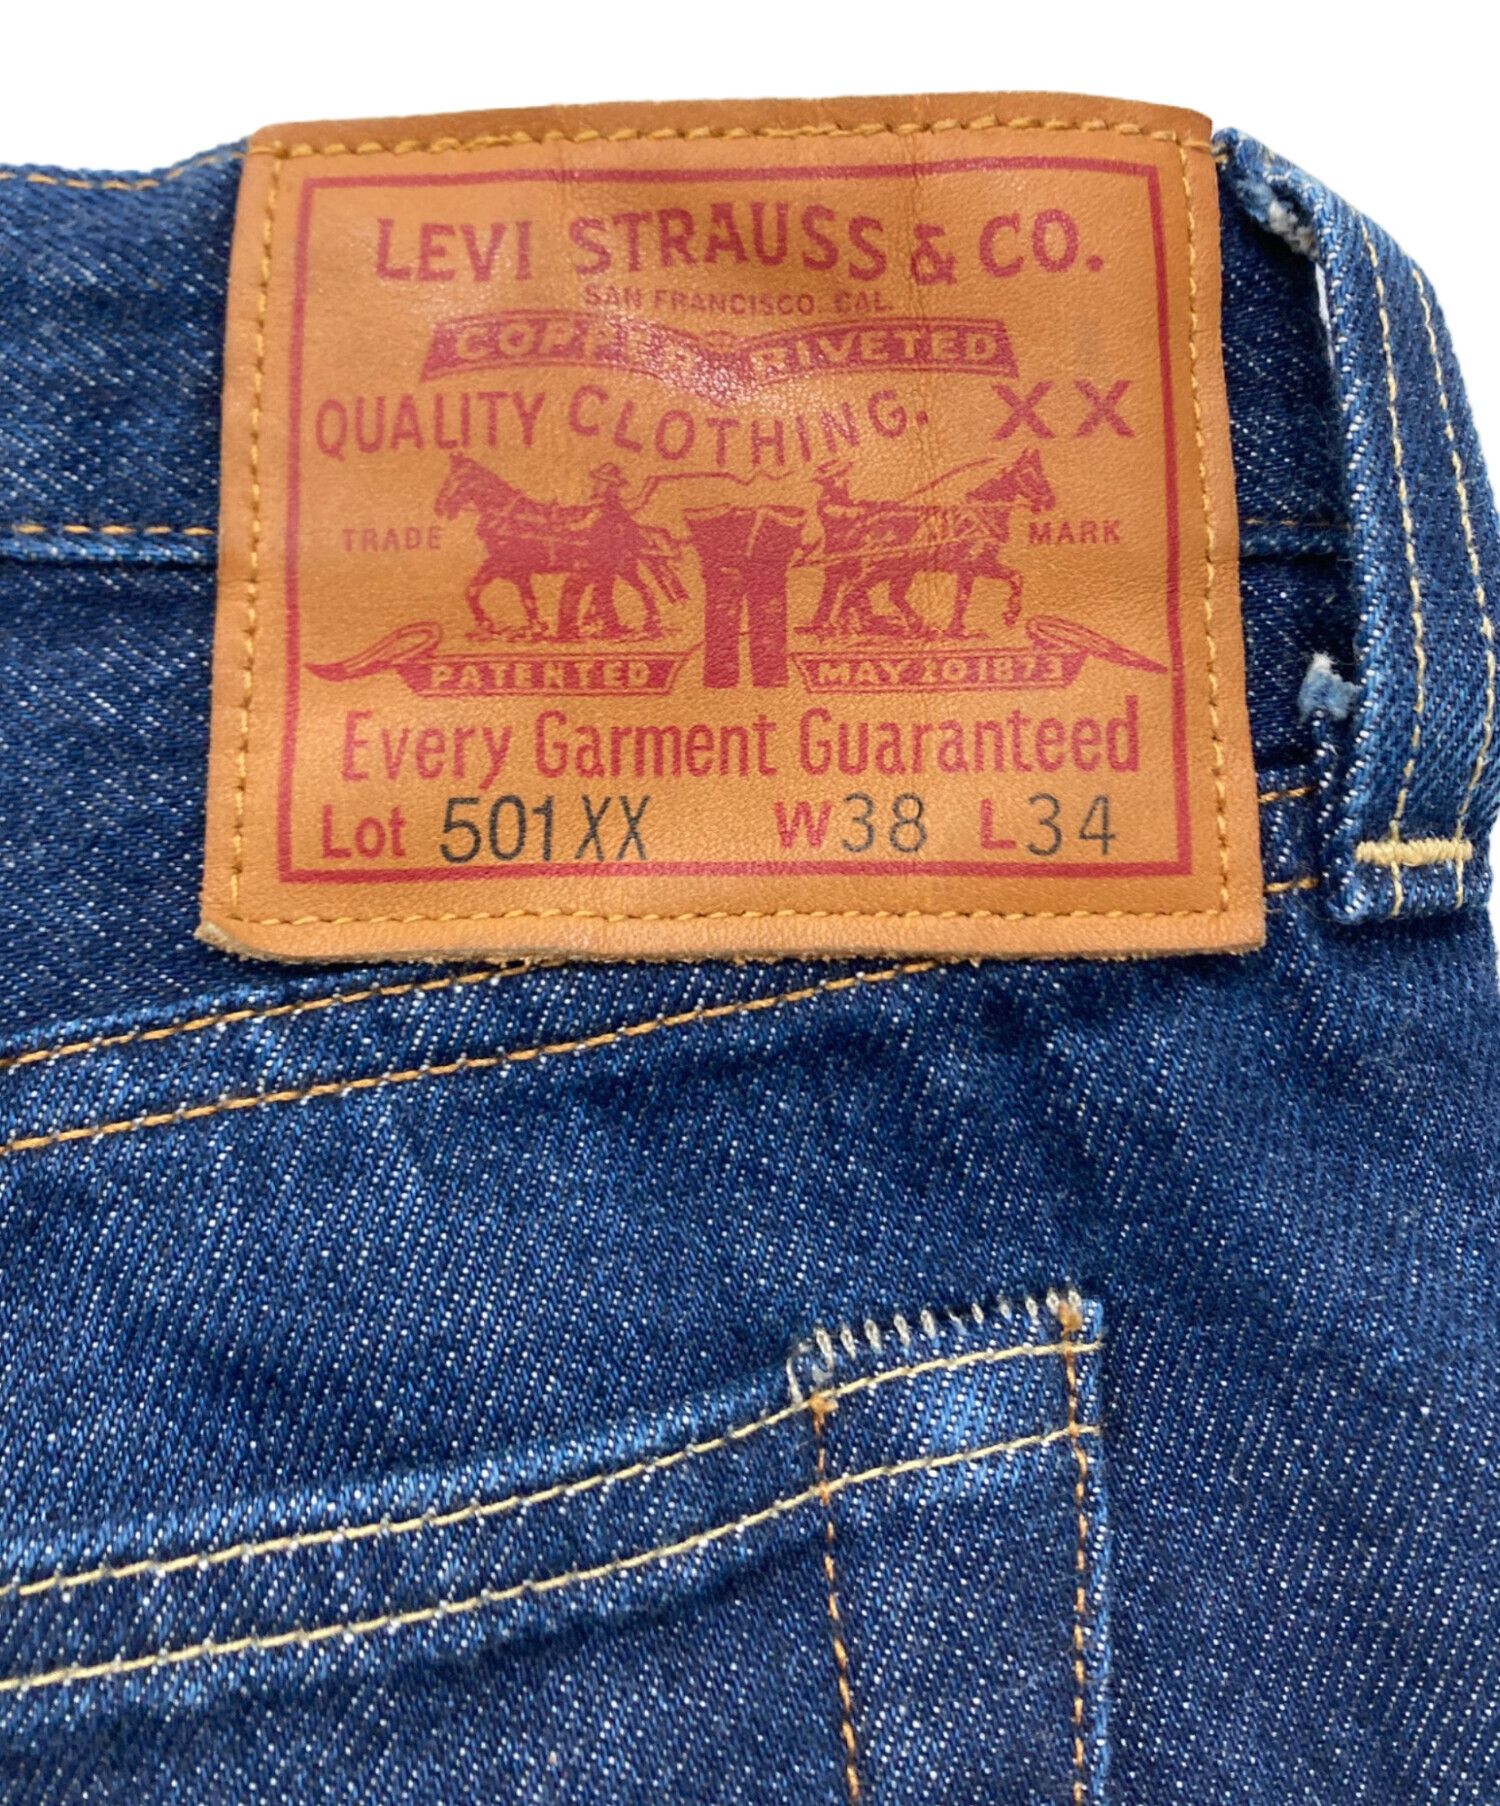 LEVI STRAUSS & CO.
SAN FRANCISCO CAL.
COPPER RIVETED
QUALITY CLOTHING. XX
TRADE MARK
PATENTED MAY 20 1873
Every Garment Guaranteed
Lot 501XX W38 L34